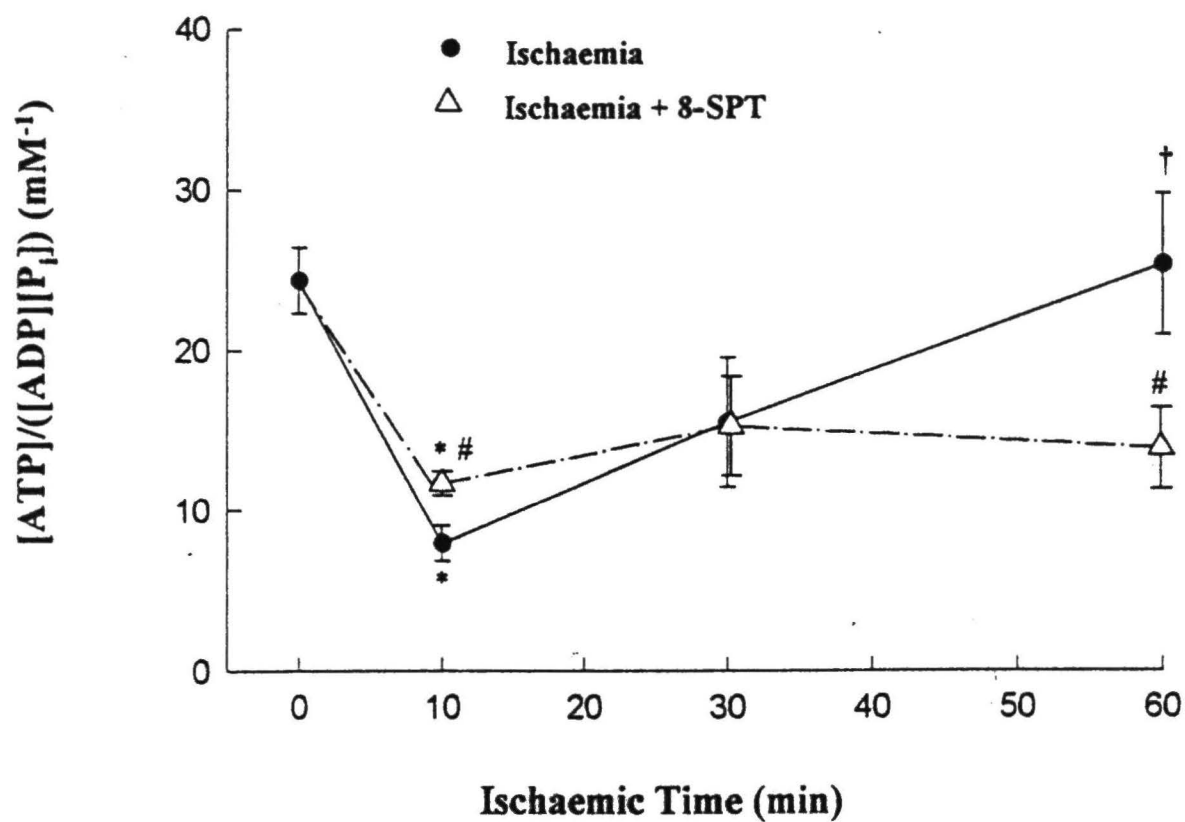 [ATP]/([ADP][Pi]) (mM-1)
40
30
20
10
0
● Ischaemia
△ Ischaemia + 8-SPT
†
#
* #
*
0 10 20 30 40 50 60
Ischaemic Time (min)